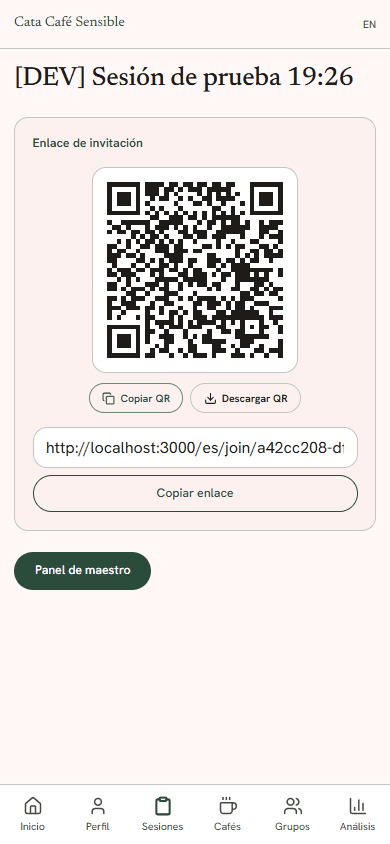 Cata Café Sensible
EN
[DEV] Sesión de prueba 19:26
Enlace de invitación
Copiar QR
Descargar QR
http://localhost:3000/es/join/a42cc208-d
Copiar enlace
Panel de maestro
Inicio
Perfil
Sesiones
Cafés
Grupos
Análisis